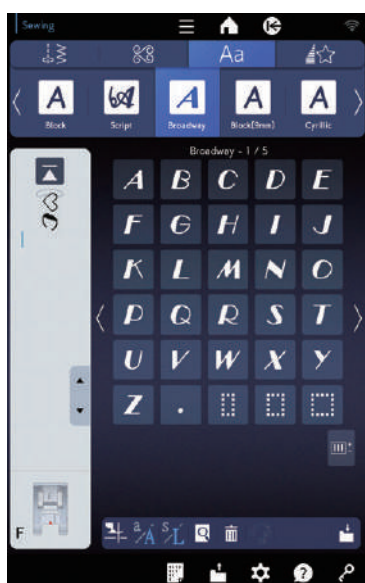 Sewing
Aa
A A A A A
Block Script Broadway Block(9mm) Cyrillic
Broadway - 1 / 5
A B C D E
F G H I J
K L M N O
P Q R S T
U V W X Y
Z .
F
a/A S/L
?